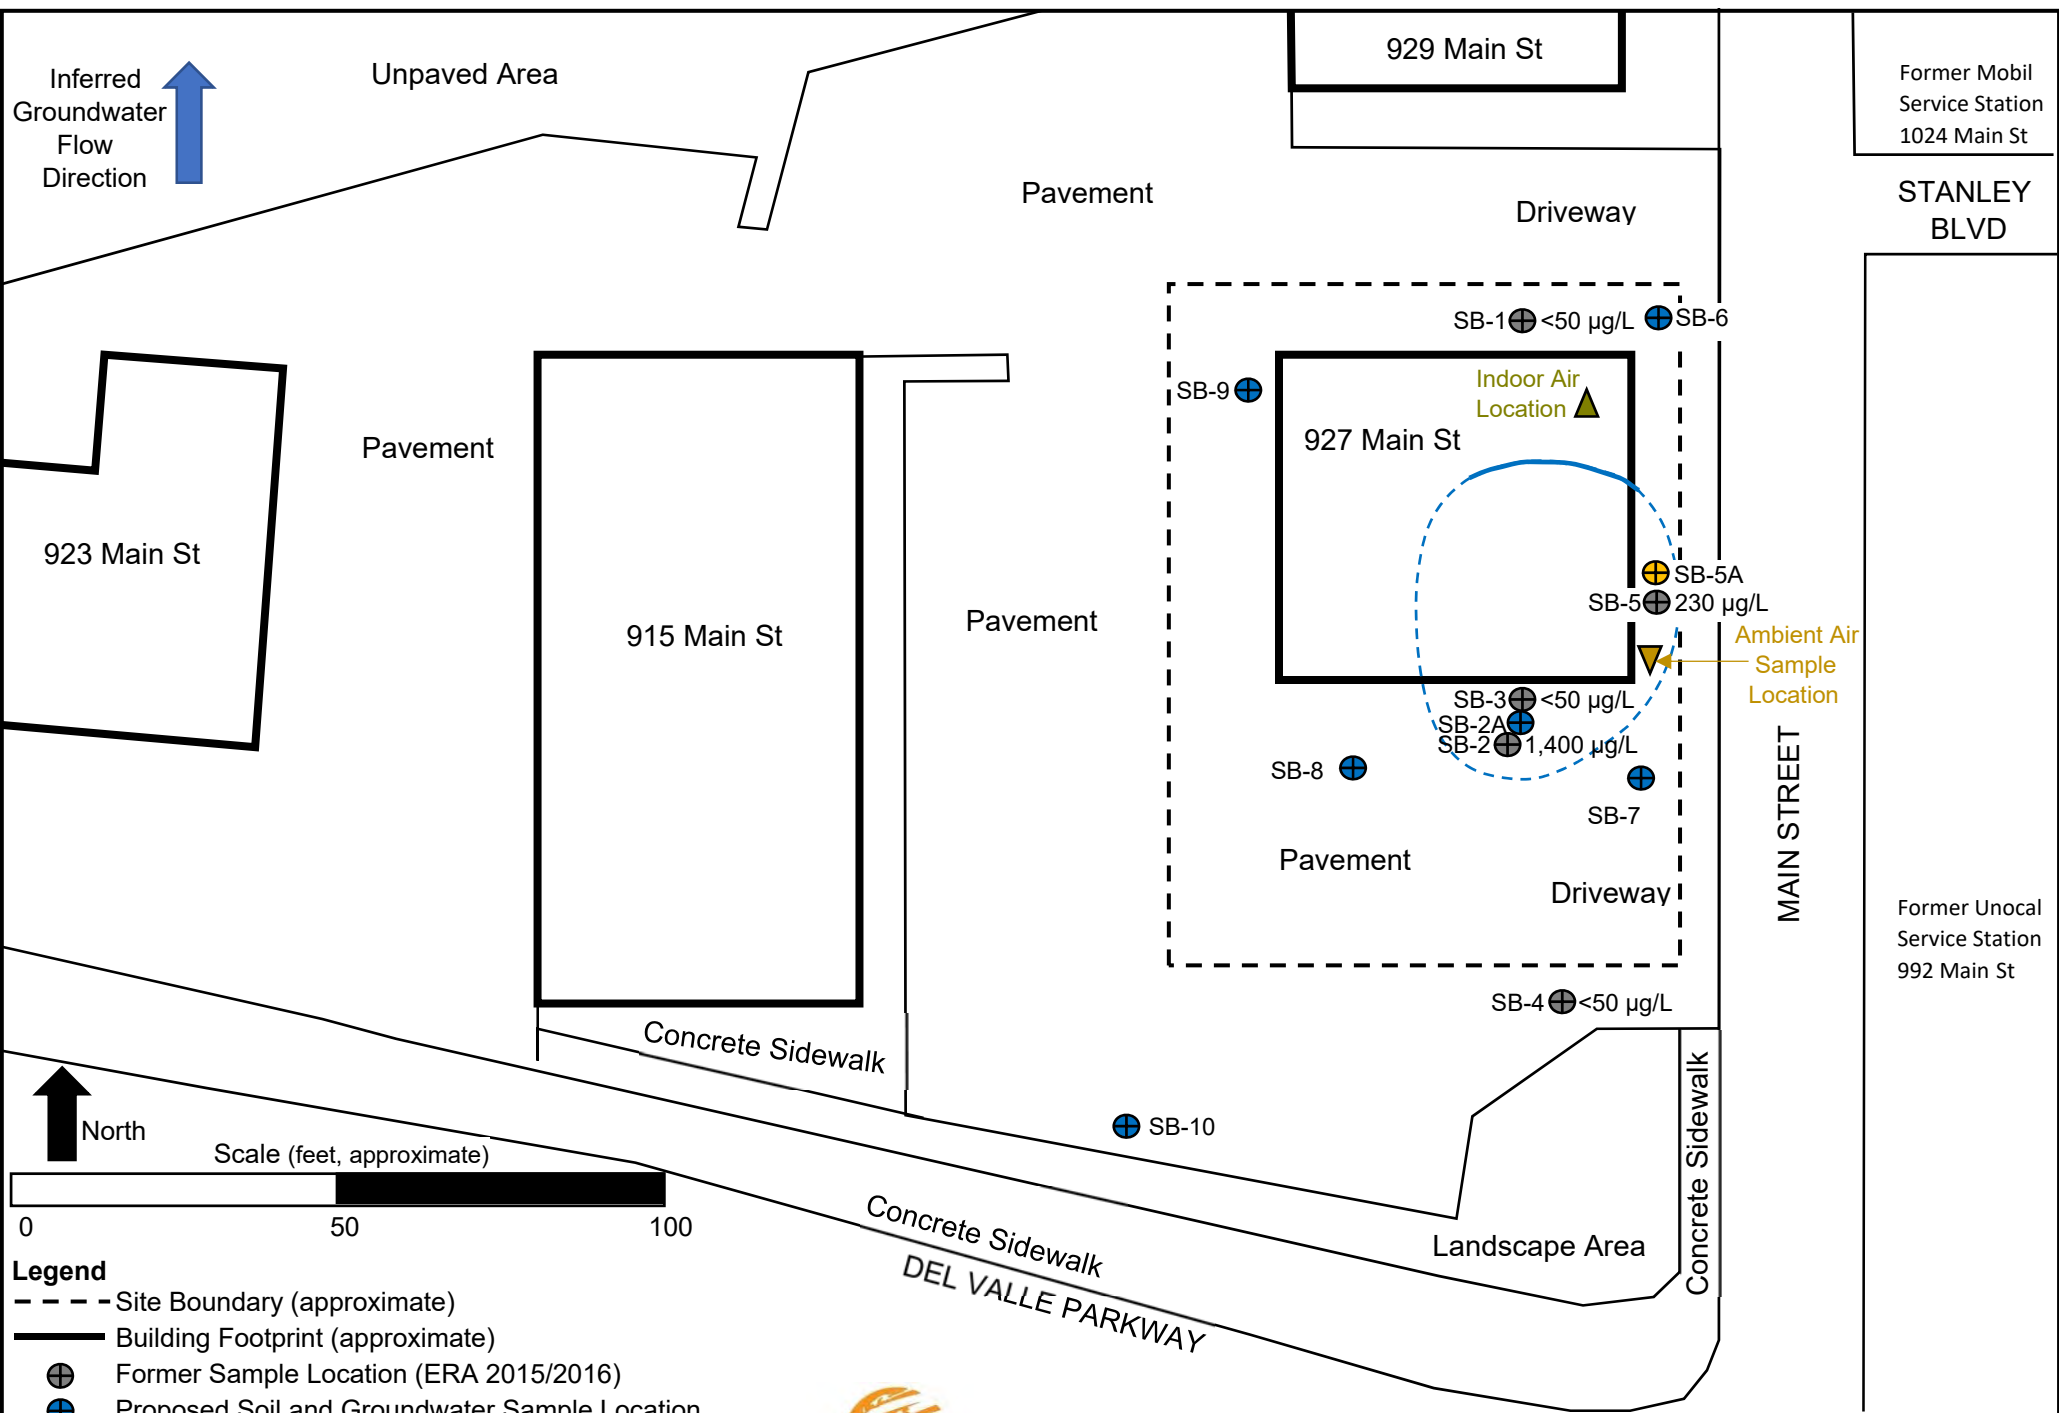 929 Main St
Former Mobil
Service Station
1024 Main St
Inferred
Groundwater
Flow
Direction
Unpaved Area
Pavement
Driveway
STANLEY
BLVD
SB-1 <50 µg/L
SB-6
SB-9
Indoor Air
Location
927 Main St
Pavement
923 Main St
915 Main St
Pavement
SB-5A
SB-5 230 µg/L
Ambient Air
Sample
Location
SB-3 <50 µg/L
SB-2A
SB-2 1,400 µg/L
SB-8
SB-7
MAIN STREET
Pavement
Driveway
Former Unocal
Service Station
992 Main St
SB-4 <50 µg/L
Concrete Sidewalk
Concrete Sidewalk
SB-10
North
Scale (feet, approximate)
0 50 100
Concrete Sidewalk
DEL VALLE PARKWAY
Landscape Area
Legend
Site Boundary (approximate)
Building Footprint (approximate)
Former Sample Location (ERA 2015/2016)
Proposed Soil and Groundwater Sample Location